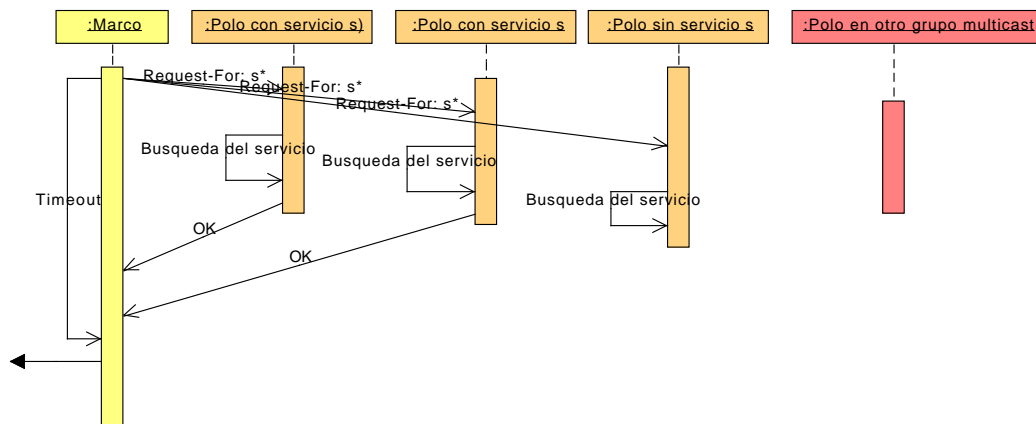 :Marco
:Polo con servicio s)
:Polo con servicio s
:Polo sin servicio s
:Polo en otro grupo multicast
Request-For: s*
Request-For: s*
Request-For: s*
Busqueda del servicio
Busqueda del servicio
Busqueda del servicio
Timeout
OK
OK